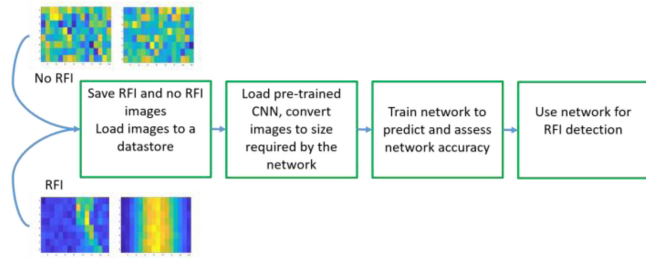 No RFI
Save RFI and no RFI
images
Load images to a
datastore
Load pre-trained
CNN, convert
images to size
required by the
network
Train network to
predict and assess
network accuracy
Use network for
RFI detection
RFI